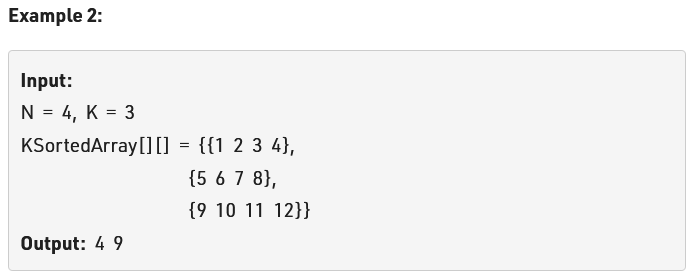 Example 2:
Input:
N = 4, K = 3
KSortedArray[][] = {{1 2 3 4},
{5 6 7 8},
{9 10 11 12}}
Output: 4 9